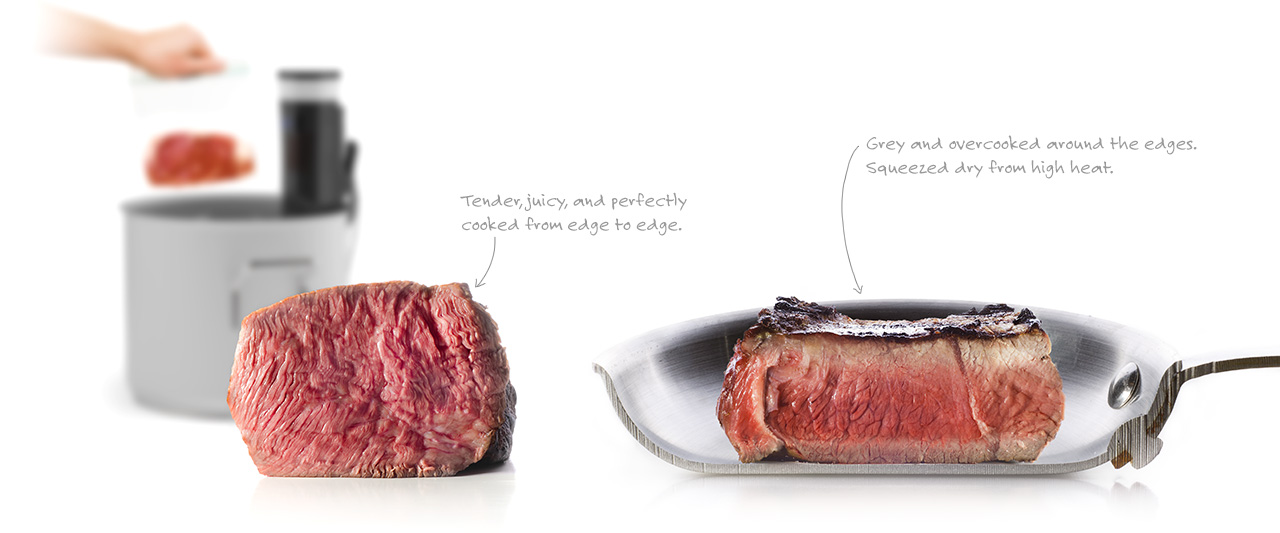 Tender, juicy, and perfectly
cooked from edge to edge.
Grey and overcooked around the edges.
Squeezed dry from high heat.